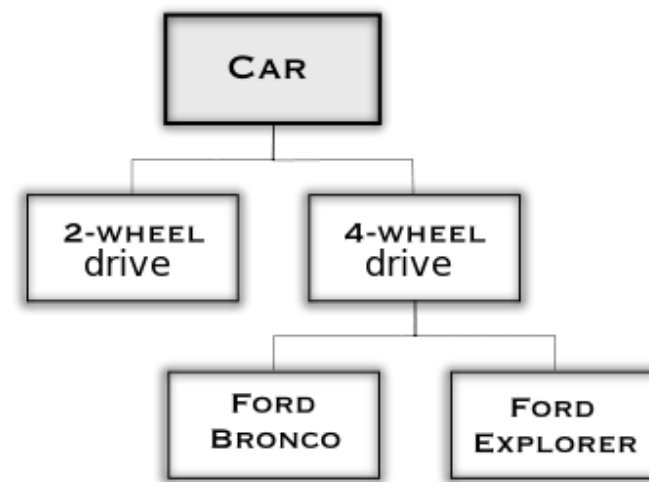 CAR
2-WHEEL
drive
4-WHEEL
drive
FORD
BRONCO
FORD
EXPLORER